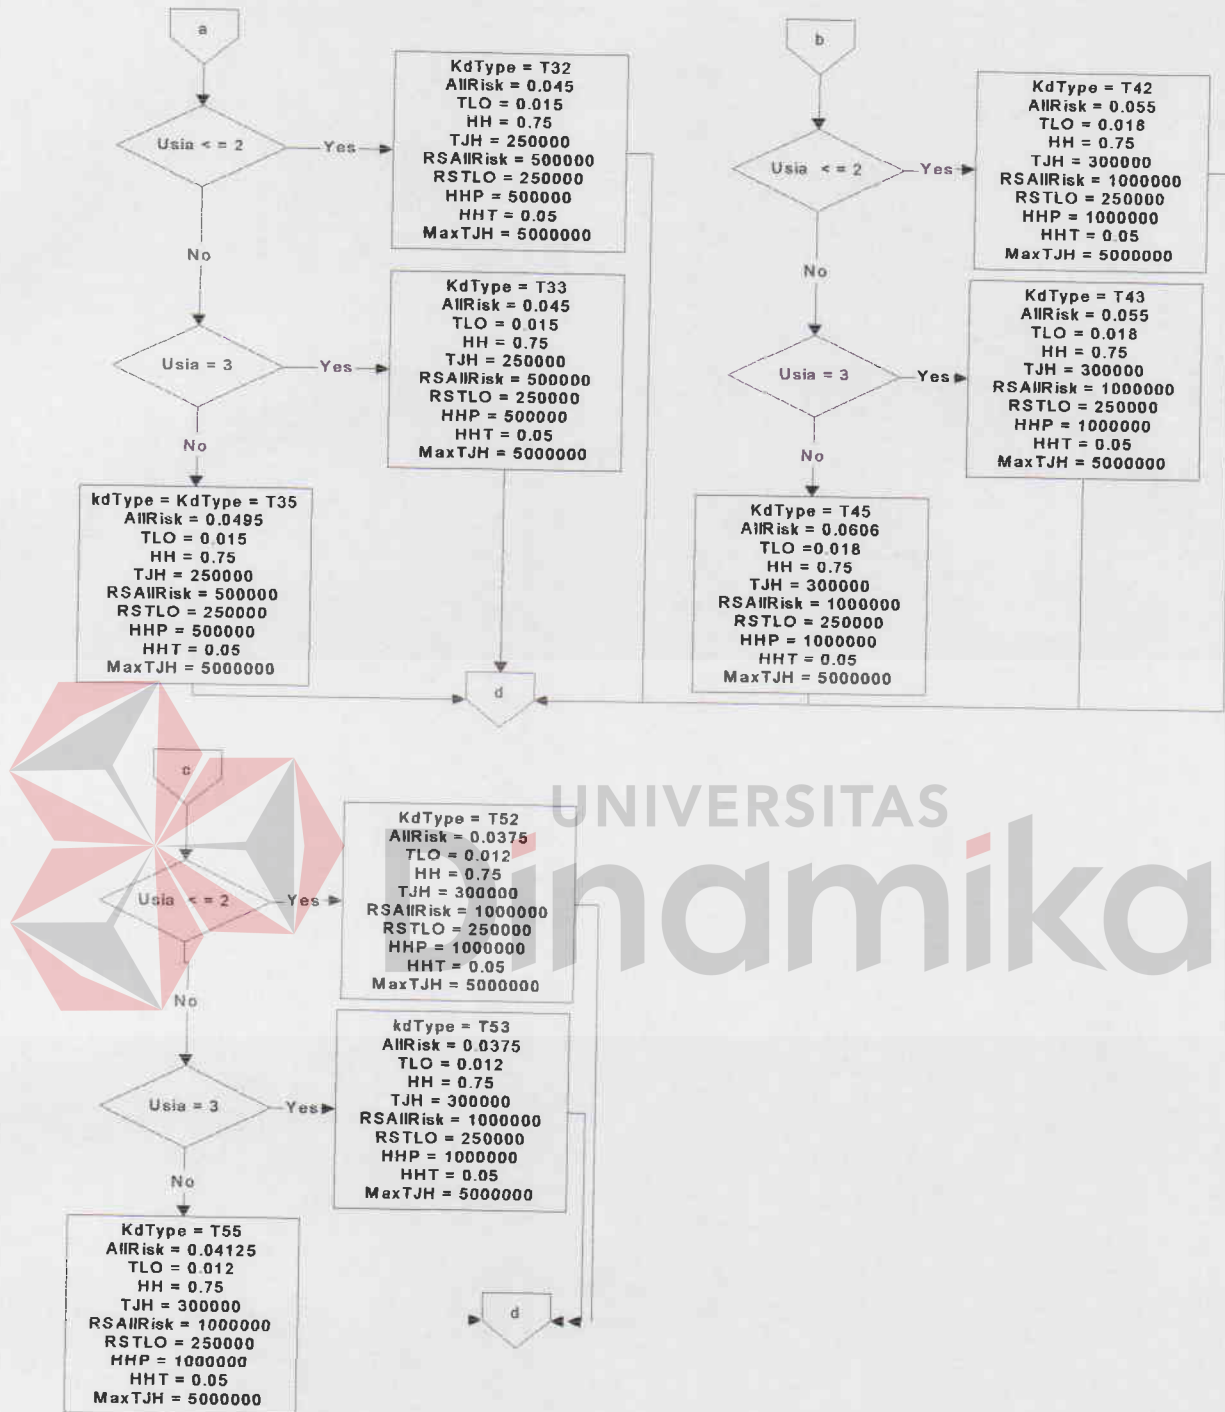 a
Usia < = 2
Yes
KdType = T32
AllRisk = 0.045
TLO = 0.015
HH = 0.75
TJH = 250000
RSAllRisk = 500000
RSTLO = 250000
HHP = 500000
HHT = 0.05
MaxTJH = 5000000
No
Usia = 3
Yes
KdType = T33
AllRisk = 0.045
TLO = 0.015
HH = 0.75
TJH = 250000
RSAllRisk = 500000
RSTLO = 250000
HHP = 500000
HHT = 0.05
MaxTJH = 5000000
No
kdType = KdType = T35
AllRisk = 0.0495
TLO = 0.015
HH = 0.75
TJH = 250000
RSAllRisk = 500000
RSTLO = 250000
HHP = 500000
HHT = 0.05
MaxTJH = 5000000
d
b
Usia < = 2
Yes
KdType = T42
AllRisk = 0.055
TLO = 0.018
HH = 0.75
TJH = 300000
RSAllRisk = 1000000
RSTLO = 250000
HHP = 1000000
HHT = 0.05
MaxTJH = 5000000
No
Usia = 3
Yes
KdType = T43
AllRisk = 0.055
TLO = 0.018
HH = 0.75
TJH = 300000
RSAllRisk = 1000000
RSTLO = 250000
HHP = 1000000
HHT = 0.05
MaxTJH = 5000000
No
KdType = T45
AllRisk = 0.0606
TLO =0.018
HH = 0.75
TJH = 300000
RSAllRisk = 1000000
RSTLO = 250000
HHP = 1000000
HHT = 0.05
MaxTJH = 5000000
c
Usia < = 2
Yes
KdType = T52
AllRisk = 0.0375
TLO = 0.012
HH = 0.75
TJH = 300000
RSAllRisk = 1000000
RSTLO = 250000
HHP = 1000000
HHT = 0.05
MaxTJH = 5000000
No
Usia = 3
Yes
kdType = T53
AllRisk = 0.0375
TLO = 0.012
HH = 0.75
TJH = 300000
RSAllRisk = 1000000
RSTLO = 250000
HHP = 1000000
HHT = 0.05
MaxTJH = 5000000
No
KdType = T55
AllRisk = 0.04125
TLO = 0.012
HH = 0.75
TJH = 300000
RSAllRisk = 1000000
RSTLO = 250000
HHP = 1000000
HHT = 0.05
MaxTJH = 5000000
d
UNIVERSITAS
Dinamika